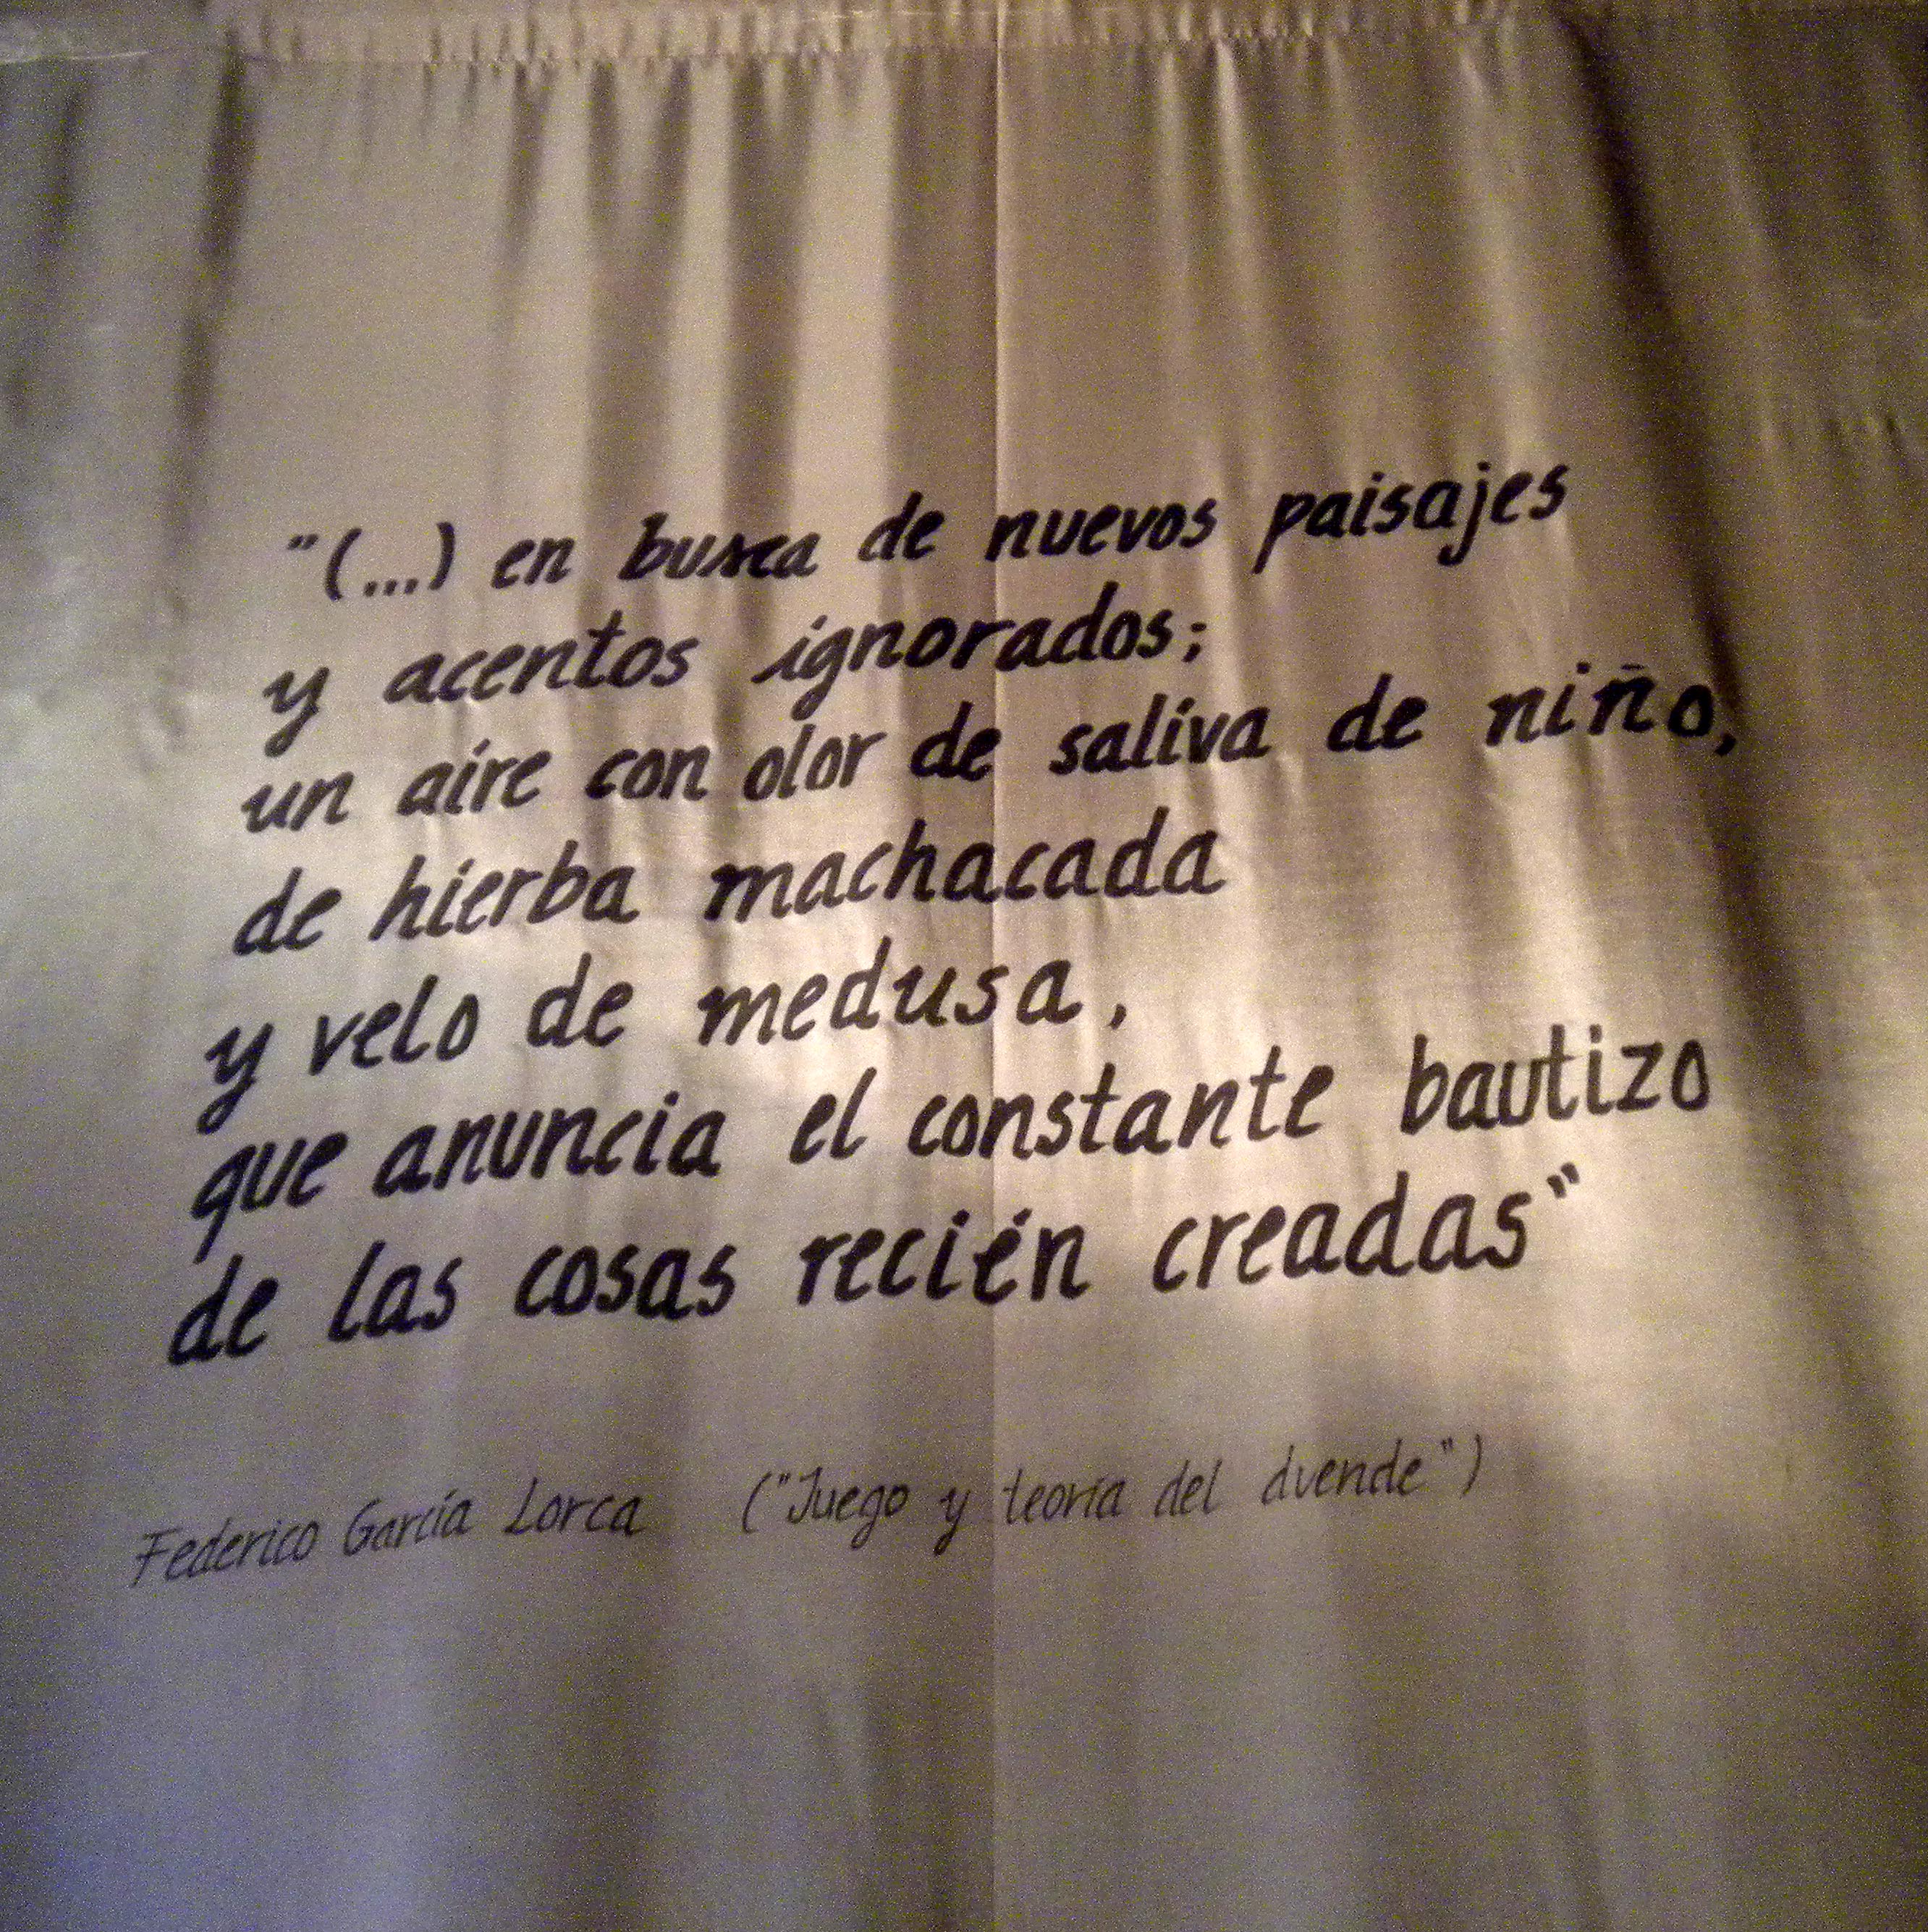 "(...) en busca de nuevos paisajes
y acentos ignorados;
un aire con olor de saliva de niño,
de hierba machacada
y velo de medusa,
que anuncia el constante bautizo
de las cosas recién creadas"
Federico García Lorca ("Juego y teoría del duende")